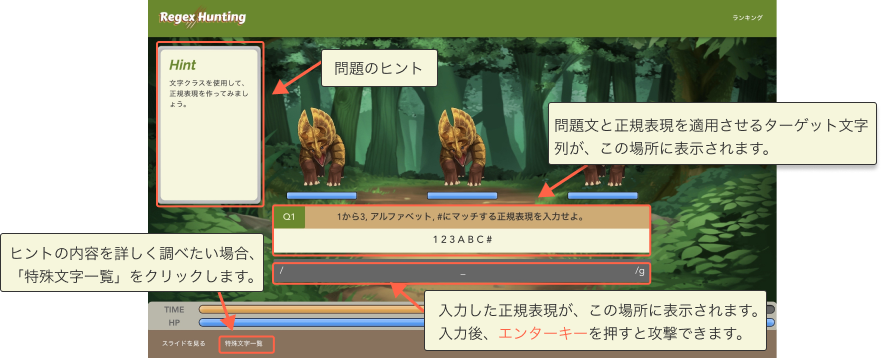 Regex Hunting
ランキング
Hint
文字クラスを使用して、
正規表現を作ってみまし
ょう。
問題のヒント
問題文と正規表現を適用させるターゲット文字
列が、この場所に表示されます。
Q1
1から3, アルファベット, #にマッチする正規表現を入力せよ。
123ABC#
/ _ /g
ヒントの内容を詳しく調べたい場合、
「特殊文字一覧」をクリックします。
入力した正規表現が、この場所に表示されます。
入力後、エンターキーを押すと攻撃できます。
TIME
HP
スライドを見る
特殊文字一覧